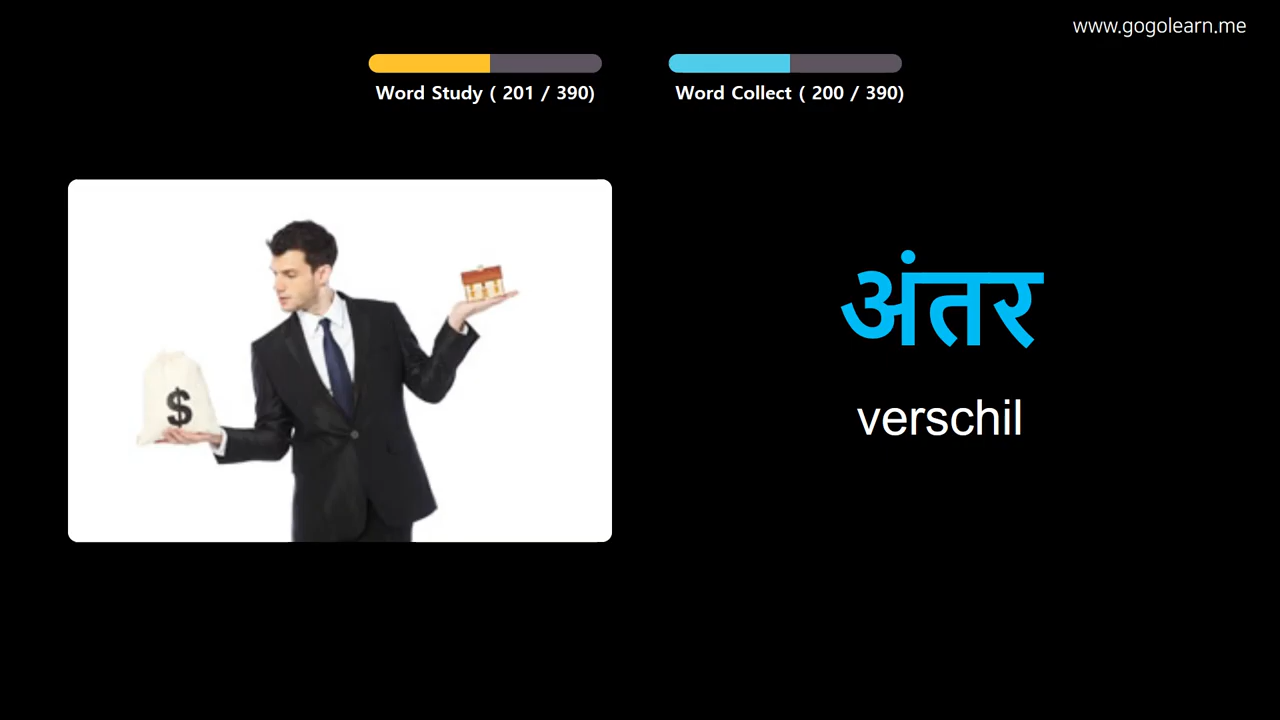 www.gogolearn.me
Word Study ( 201 / 390)
Word Collect ( 200 / 390)
$
अंतर
verschil